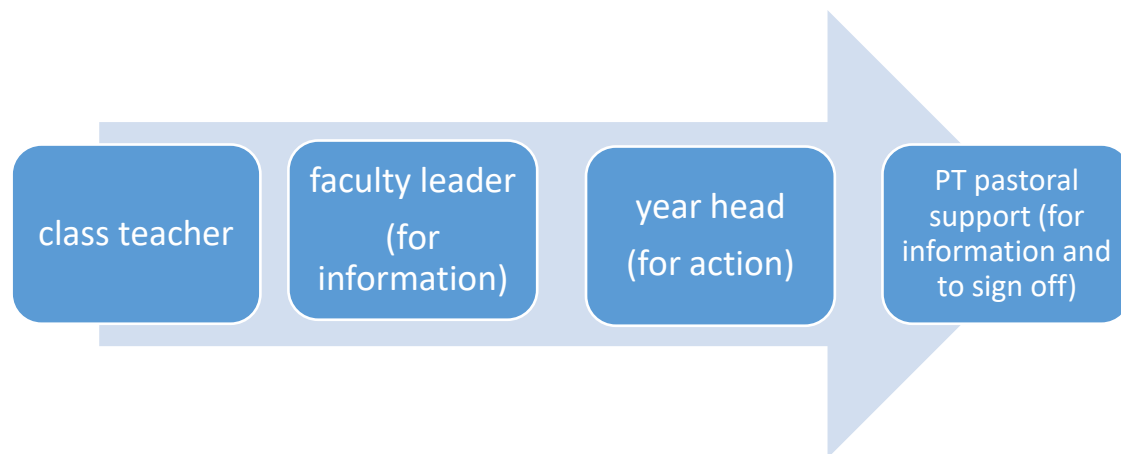 class teacher
faculty leader
(for
information)
year head
(for action)
PT pastoral
support (for
information and
to sign off)